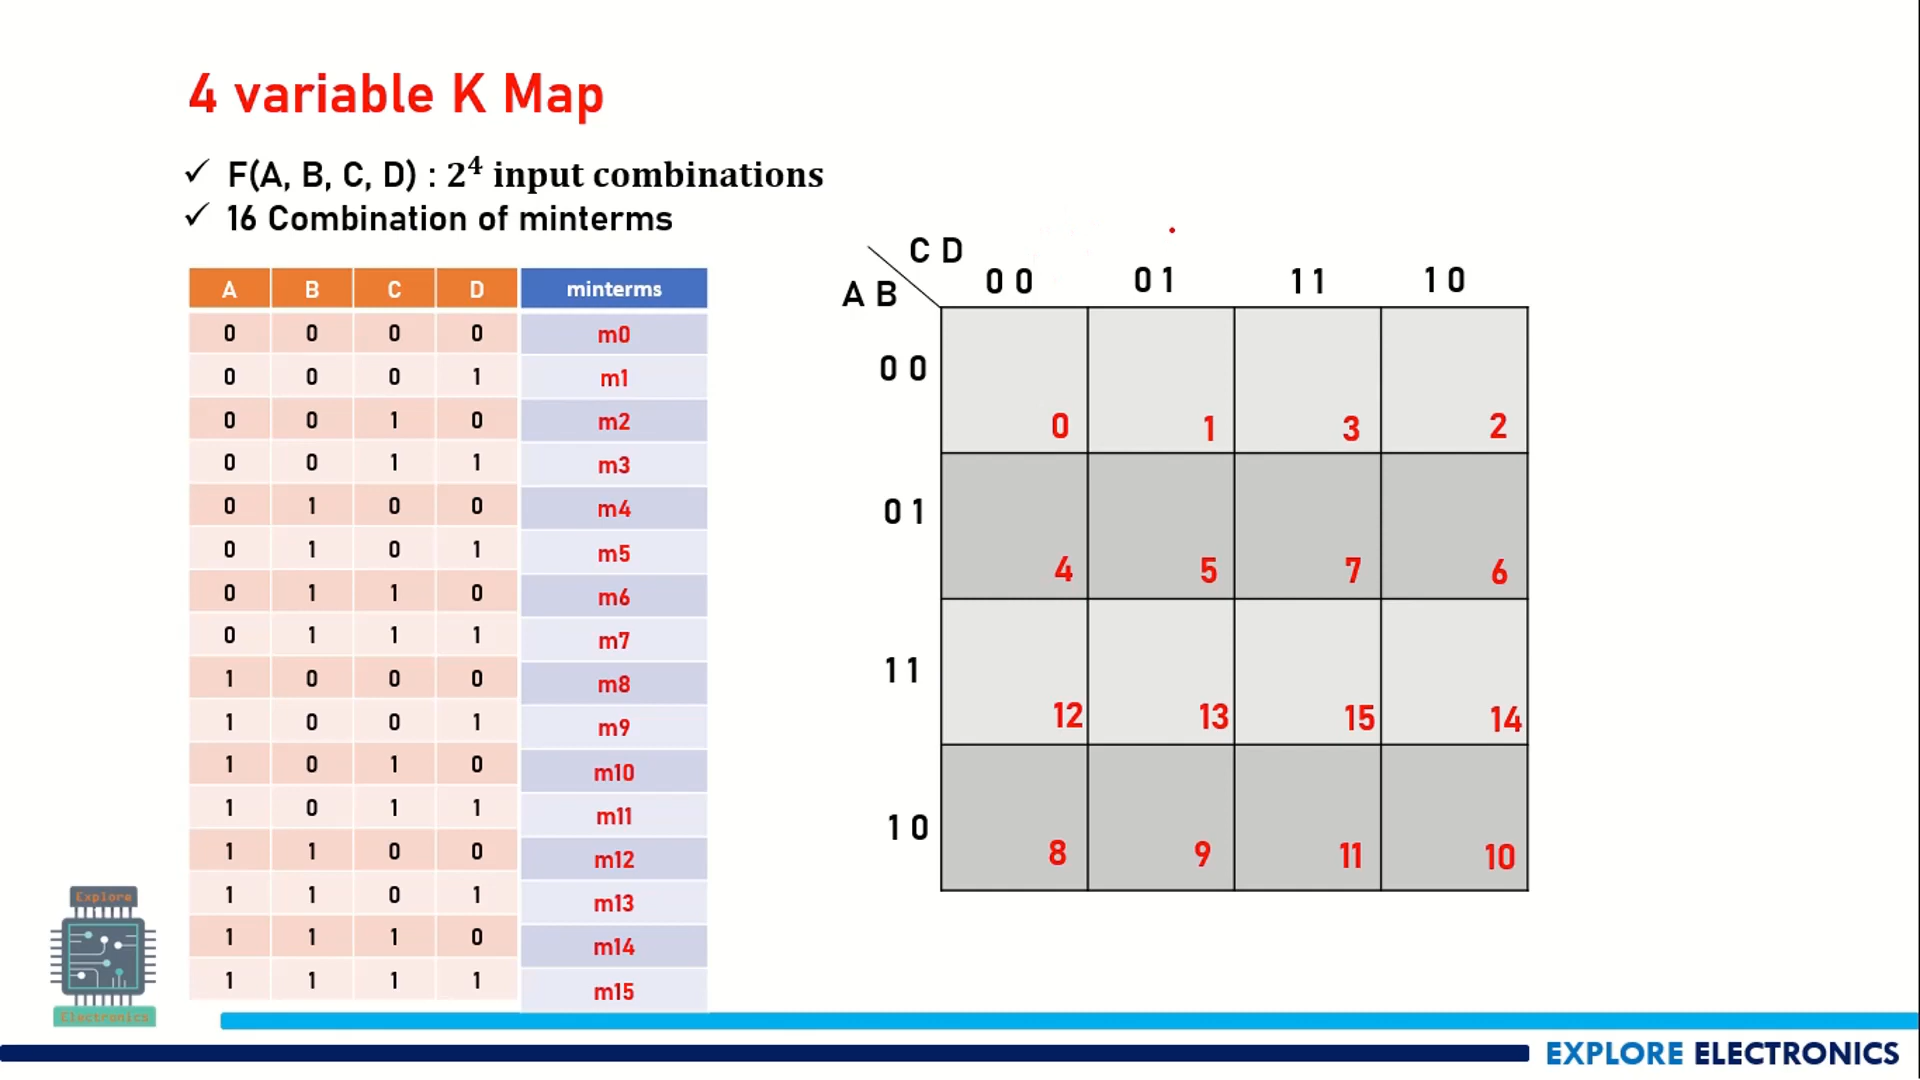 4 variable K Map
✓ F(A, B, C, D) : 2⁴ input combinations
✓ 16 Combination of minterms
A B C D minterms
0 0 0 0 m0
0 0 0 1 m1
0 0 1 0 m2
0 0 1 1 m3
0 1 0 0 m4
0 1 0 1 m5
0 1 1 0 m6
0 1 1 1 m7
1 0 0 0 m8
1 0 0 1 m9
1 0 1 0 m10
1 0 1 1 m11
1 1 0 0 m12
1 1 0 1 m13
1 1 1 0 m14
1 1 1 1 m15
C D
A B
0 0 0 1 1 1 1 0
0 0
0 1 3 2
0 1
4 5 7 6
1 1
12 13 15 14
1 0
8 9 11 10
Explore
Electronics
EXPLORE ELECTRONICS